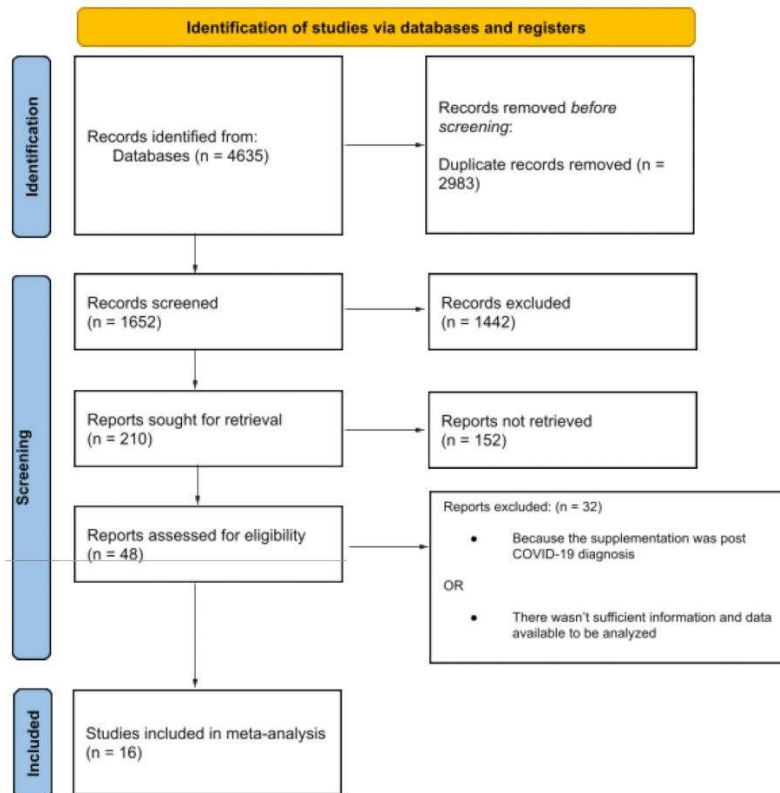 Identification of studies via databases and registers
Identification
Records identified from:
Databases (n = 4635)
Records removed before
screening:
Duplicate records removed (n =
2983)
Screening
Records screened
(n = 1652)
Records excluded
(n = 1442)
Reports sought for retrieval
(n = 210)
Reports not retrieved
(n = 152)
Reports assessed for eligibility
(n = 48)
Reports excluded: (n = 32)
● Because the supplementation was post
COVID-19 diagnosis
OR
● There wasn't sufficient information and data
available to be analyzed
Included
Studies included in meta-analysis
(n = 16)